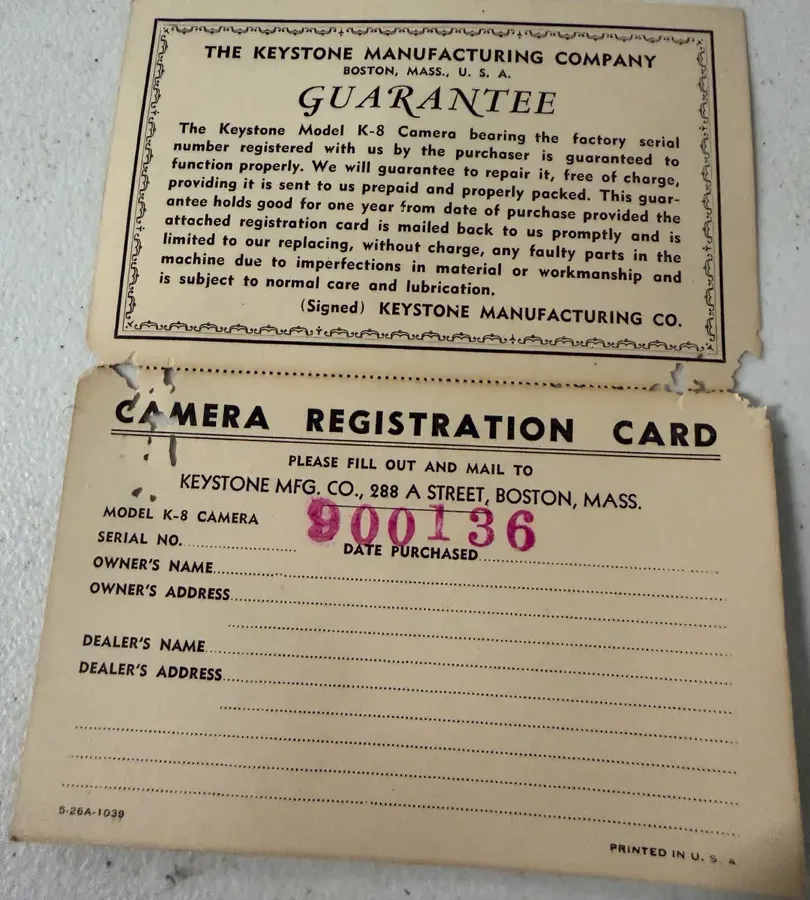 THE KEYSTONE MANUFACTURING COMPANY
BOSTON, MASS., U. S. A.
GUARANTEE
The Keystone Model K-8 Camera bearing the factory serial
number registered with us by the purchaser is guaranteed to
function properly. We will guarantee to repair it, free of charge,
providing it is sent to us prepaid and properly packed. This guar-
antee holds good for one year from date of purchase provided the
attached registration card is mailed back to us promptly and is
limited to our replacing, without charge, any faulty parts in the
machine due to imperfections in material or workmanship and
is subject to normal care and lubrication.
(Signed) KEYSTONE MANUFACTURING CO.
CAMERA REGISTRATION CARD
PLEASE FILL OUT AND MAIL TO
KEYSTONE MFG. CO., 288 A STREET, BOSTON, MASS.
MODEL K-8 CAMERA 900136
SERIAL NO. DATE PURCHASED
OWNER'S NAME
OWNER'S ADDRESS
DEALER'S NAME
DEALER'S ADDRESS
5-26A-1039
PRINTED IN U. S. A